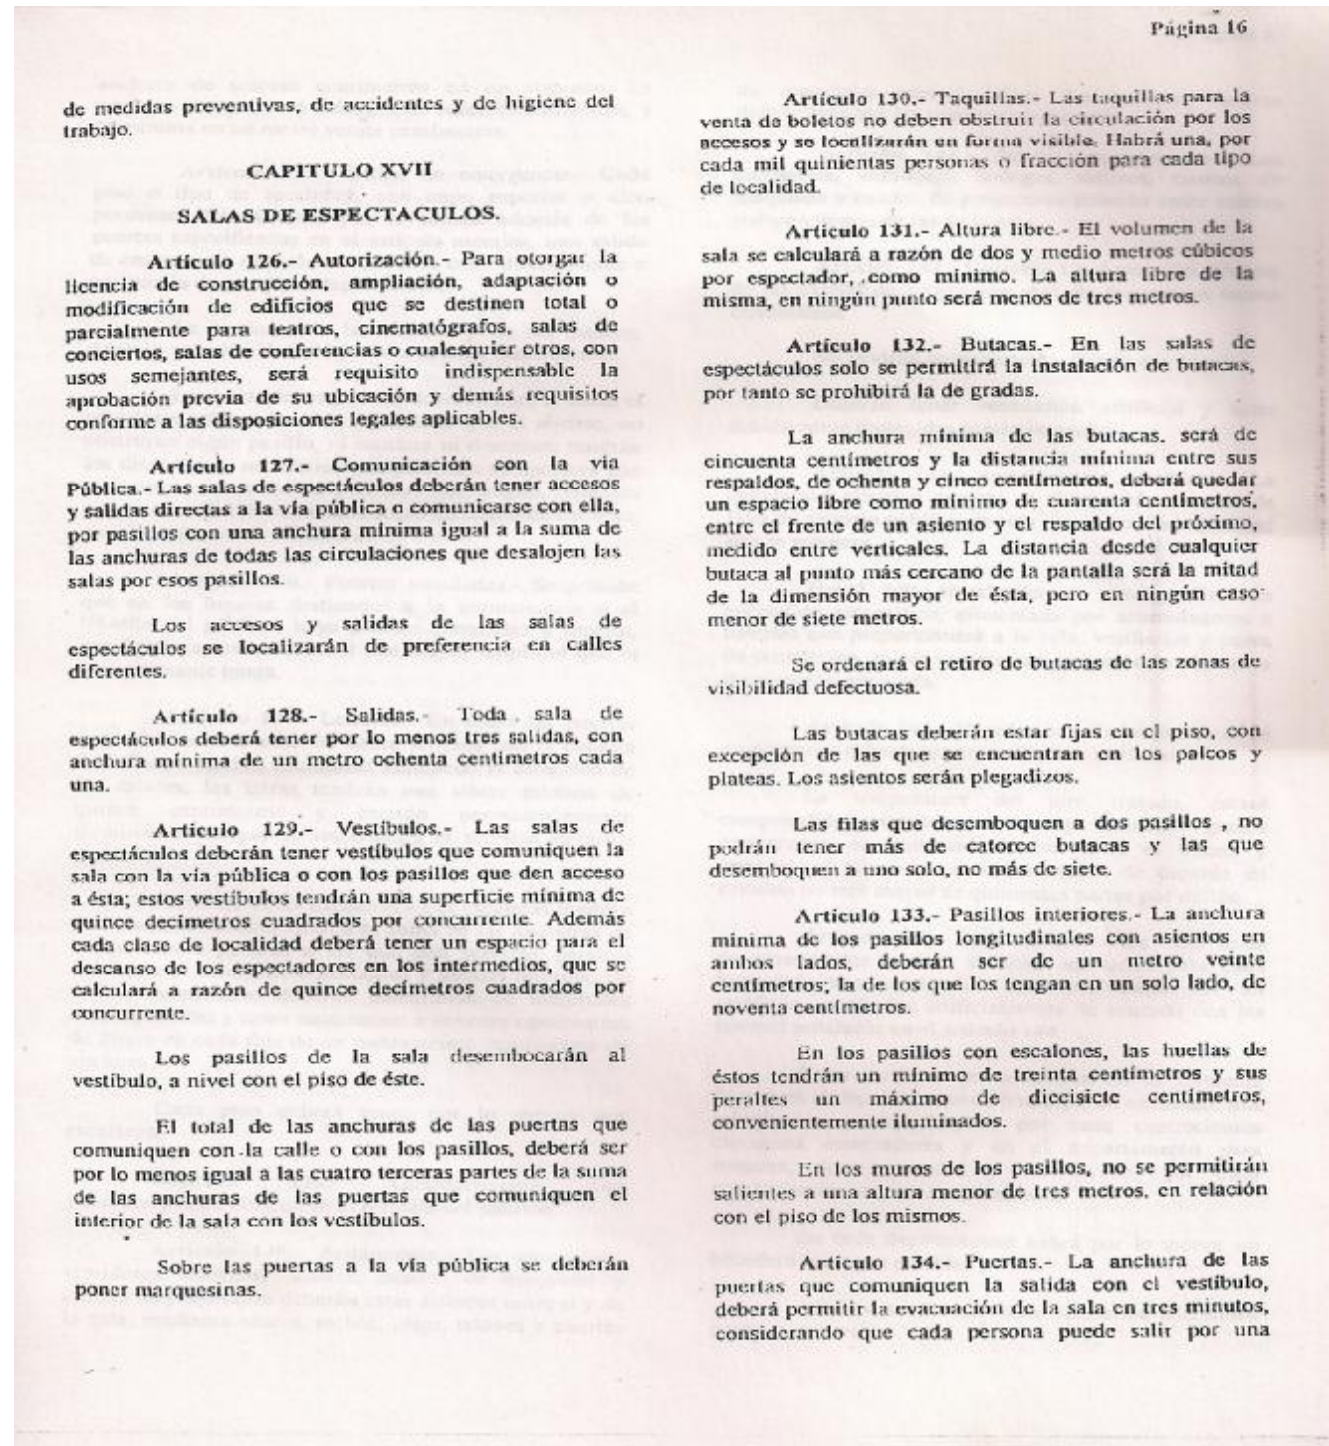 Página 16
de medidas preventivas, de accidentes y de higiene del
trabajo.
CAPITULO XVII
SALAS DE ESPECTACULOS.
Artículo 126.- Autorización.- Para otorgar la
licencia de construcción, ampliación, adaptación o
modificación de edificios que se destinen total o
parcialmente para teatros, cinematógrafos, salas de
conciertos, salas de conferencias o cualesquier otros, con
usos semejantes, será requisito indispensable la
aprobación previa de su ubicación y demás requisitos
conforme a las disposiciones legales aplicables.
Artículo 127.- Comunicación con la via
Pública.- Las salas de espectáculos deberán tener accesos
y salidas directas a la vía pública o comunicarse con ella,
por pasillos con una anchura mínima igual a la suma de
las anchuras de todas las circulaciones que desalojen las
salas por esos pasillos.
Los accesos y salidas de las salas de
espectáculos se localizarán de preferencia en calles
diferentes.
Artículo 128.- Salidas.- Toda sala de
espectáculos deberá tener por lo menos tres salidas, con
anchura mínima de un metro ochenta centímetros cada
una.
Articulo 129.- Vestíbulos.- Las salas de
espectáculos deberán tener vestíbulos que comuniquen la
sala con la vía pública o con los pasillos que den acceso
a ésta; estos vestíbulos tendrán una superficie mínima de
quince decímetros cuadrados por concurrente. Además
cada clase de localidad deberá tener un espacio para el
descanso de los espectadores en los intermedios, que se
calculará a razón de quince decímetros cuadrados por
concurrente.
Los pasillos de la sala desembocarán al
vestíbulo, a nivel con el piso de éste.
El total de las anchuras de las puertas que
comuniquen con la calle o con los pasillos, deberá ser
por lo menos igual a las cuatro terceras partes de la suma
de las anchuras de las puertas que comuniquen el
interior de la sala con los vestíbulos.
Sobre las puertas a la vía pública se deberán
poner marquesinas.
Artículo 130.- Taquillas.- Las taquillas para la
venta de boletos no deben obstruir la circulación por los
accesos y se localizarán en forma visible. Habrá una, por
cada mil quinientas personas o fracción para cada tipo
de localidad.
Artículo 131.- Altura libre.- El volumen de la
sala se calculará a razón de dos y medio metros cúbicos
por espectador, como mínimo. La altura libre de la
misma, en ningún punto será menos de tres metros.
Artículo 132.- Butacas.- En las salas de
espectáculos solo se permitirá la instalación de butacas,
por tanto se prohibirá la de gradas.
La anchura mínima de las butacas. será de
cincuenta centímetros y la distancia mínima entre sus
respaldos, de ochenta y cinco centímetros, deberá quedar
un espacio libre como mínimo de cuarenta centímetros,
entre el frente de un asiento y el respaldo del próximo,
medido entre verticales. La distancia desde cualquier
butaca al punto más cercano de la pantalla será la mitad
de la dimensión mayor de ésta, pero en ningún caso
menor de siete metros.
Se ordenará el retiro de butacas de las zonas de
visibilidad defectuosa.
Las butacas deberán estar fijas en el piso, con
excepción de las que se encuentran en los palcos y
plateas. Los asientos serán plegadizos.
Las filas que desemboquen a dos pasillos , no
podrán tener más de catorce butacas y las que
desemboquen a uno solo, no más de siete.
Artículo 133.- Pasillos interiores.- La anchura
mínima de los pasillos longitudinales con asientos en
ambos lados, deberán ser de un metro veinte
centímetros; la de los que los tengan en un solo lado, de
noventa centímetros.
En los pasillos con escalones, las huellas de
éstos tendrán un mínimo de treinta centímetros y sus
peraltes un máximo de diecisiete centímetros,
convenientemente iluminados.
En los muros de los pasillos, no se permitirán
salientes a una altura menor de tres metros, en relación
con el piso de los mismos.
Artículo 134.- Puertas.- La anchura de las
puertas que comuniquen la salida con el vestíbulo,
deberá permitir la evacuación de la sala en tres minutos,
considerando que cada persona puede salir por una